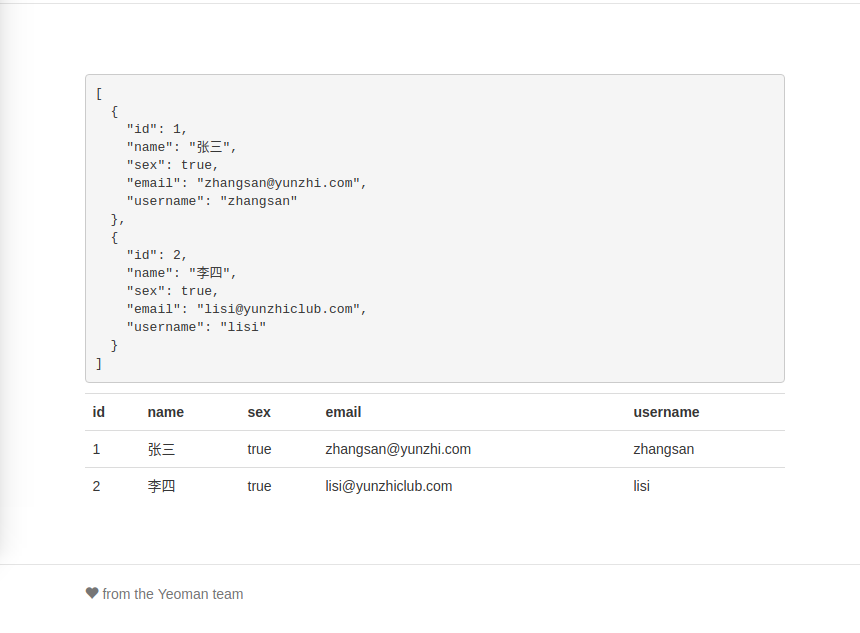 [
  {
    "id": 1,
    "name": "张三",
    "sex": true,
    "email": "zhangsan@yunzhi.com",
    "username": "zhangsan"
  },
  {
    "id": 2,
    "name": "李四",
    "sex": true,
    "email": "lisi@yunzhiclub.com",
    "username": "lisi"
  }
]
id name sex email username
1 张三 true zhangsan@yunzhi.com zhangsan
2 李四 true lisi@yunzhiclub.com lisi
♥ from the Yeoman team